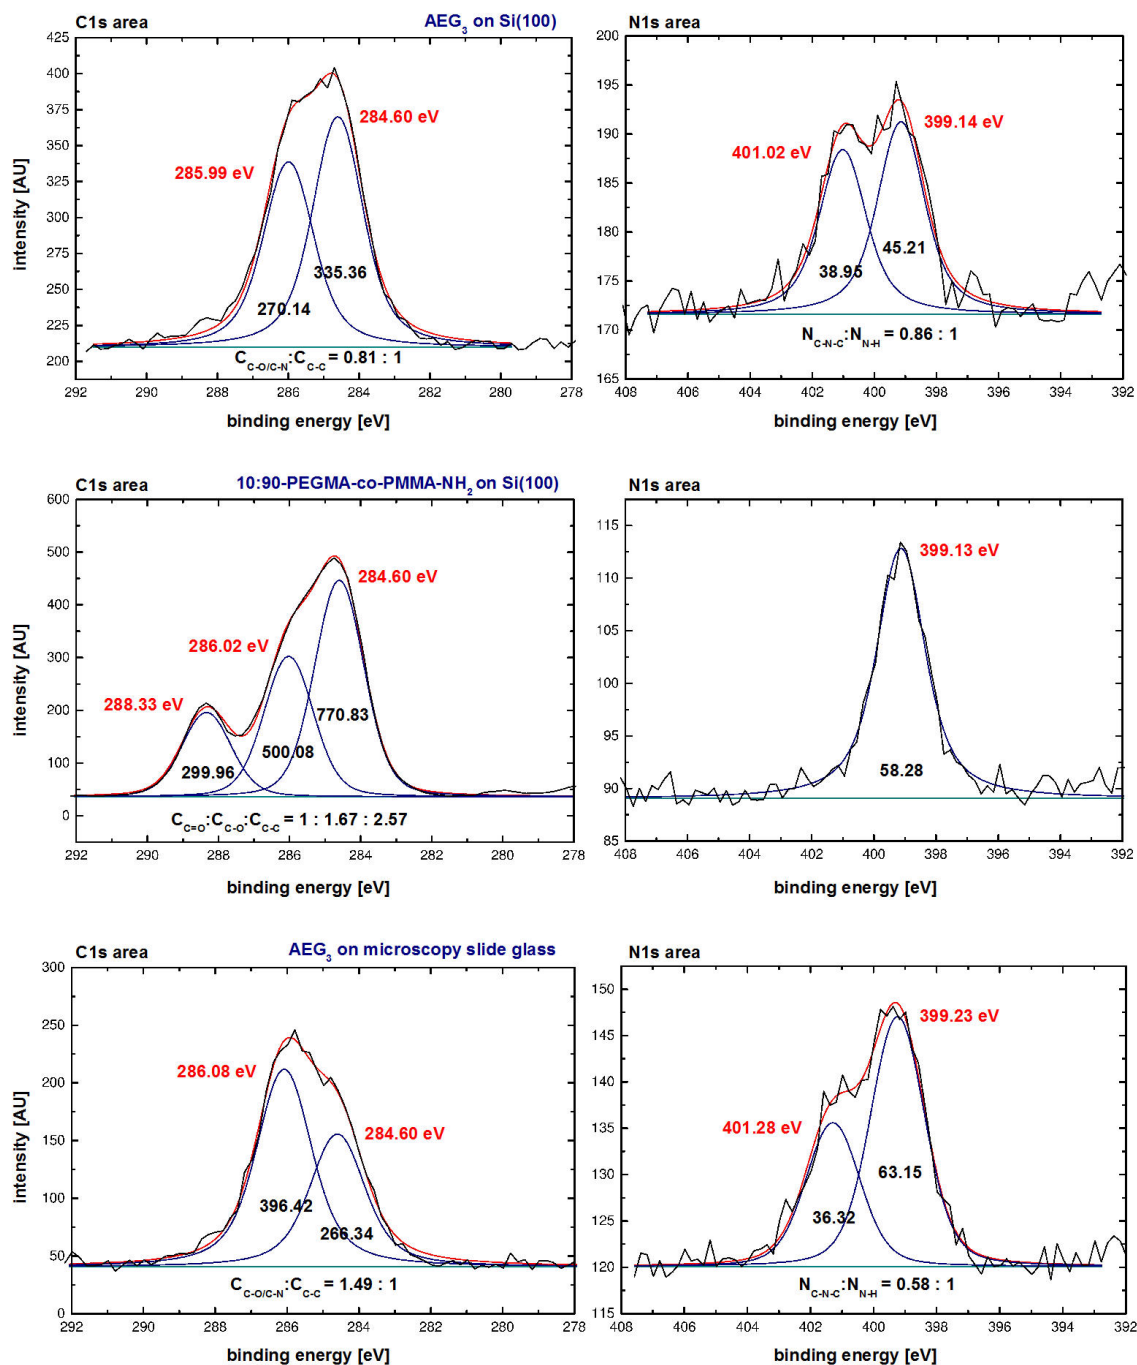 C1s area
AEG₃ on Si(100)
425
400
375
350
325
300
275
250
225
200
intensity [AU]
285.99 eV
284.60 eV
270.14
335.36
C_C-O/C-N:C_C-C = 0.81 : 1
292 290 288 286 284 282 280 278
binding energy [eV]
N1s area
200
195
190
185
180
175
170
165
401.02 eV
399.14 eV
38.95
45.21
N_C-N-C:N_N-H = 0.86 : 1
408 406 404 402 400 398 396 394 392
binding energy [eV]
C1s area
10:90-PEGMA-co-PMMA-NH₂ on Si(100)
600
500
400
300
200
100
0
intensity [AU]
288.33 eV
286.02 eV
284.60 eV
299.96
500.08
770.83
C_C=O:C_C-O:C_C-C = 1 : 1.67 : 2.57
292 290 288 286 284 282 280 278
binding energy [eV]
N1s area
115
110
105
100
95
90
85
399.13 eV
58.28
408 406 404 402 400 398 396 394 392
binding energy [eV]
C1s area
AEG₃ on microscopy slide glass
300
250
200
150
100
50
0
intensity [AU]
286.08 eV
284.60 eV
396.42
266.34
C_C-O/C-N:C_C-C = 1.49 : 1
292 290 288 286 284 282 280 278
binding energy [eV]
N1s area
150
145
140
135
130
125
120
115
401.28 eV
399.23 eV
36.32
63.15
N_C-N-C:N_N-H = 0.58 : 1
408 406 404 402 400 398 396 394 392
binding energy [eV]